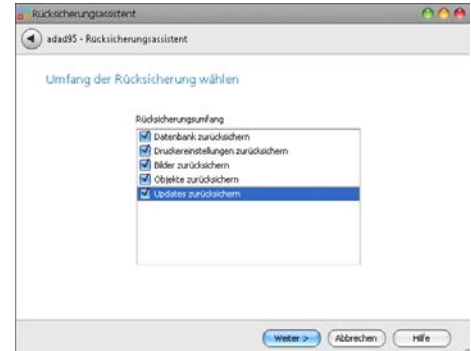 Rücksicherungsassistent
adad95 - Rücksicherungsassistent
Umfang der Rücksicherung wählen
Rücksicherungsumfang
Datenbank zurücksichern
Druckereinstellungen zurücksichern
Bilder zurücksichern
Objekte zurücksichern
Updates zurücksichern
Weiter >
Abbrechen
Hilfe